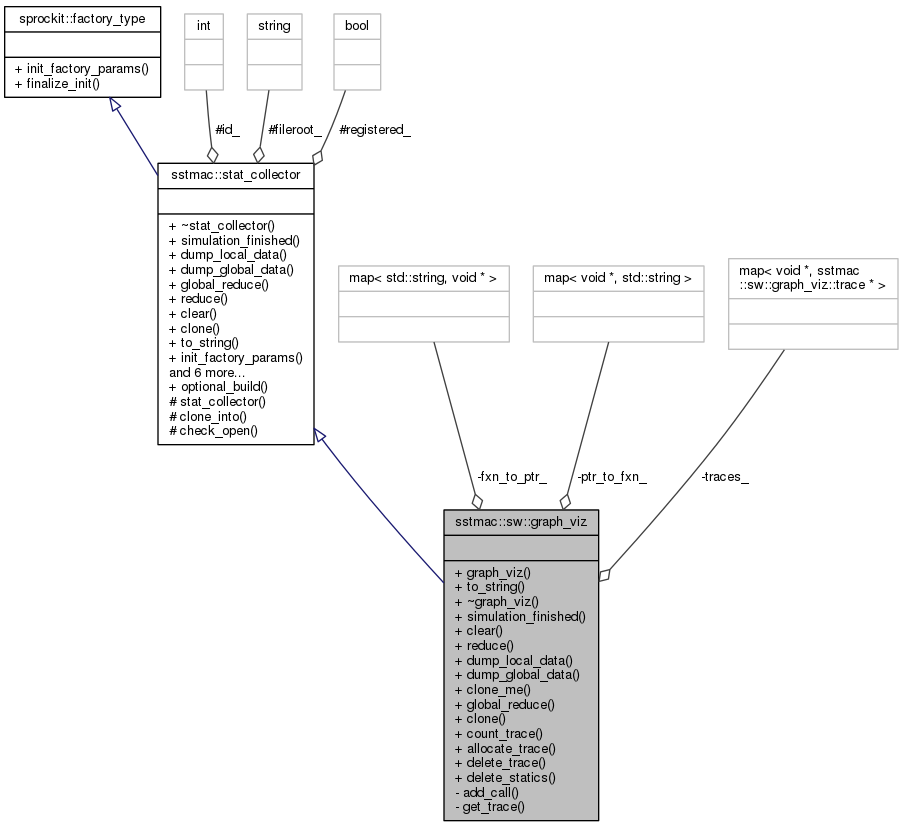 sprockit::factory_type
+ init_factory_params()
+ finalize_init()
int
string
bool
#id_
#fileroot_
#registered_
sstmac::stat_collector
+ ~stat_collector()
+ simulation_finished()
+ dump_local_data()
+ dump_global_data()
+ global_reduce()
+ reduce()
+ clear()
+ clone()
+ to_string()
+ init_factory_params()
and 6 more...
+ optional_build()
# stat_collector()
# clone_into()
# check_open()
map< std::string, void * >
map< void *, std::string >
map< void *, sstmac
::sw::graph_viz::trace * >
-fxn_to_ptr_
-ptr_to_fxn_
-traces_
sstmac::sw::graph_viz
+ graph_viz()
+ to_string()
+ ~graph_viz()
+ simulation_finished()
+ clear()
+ reduce()
+ dump_local_data()
+ dump_global_data()
+ clone_me()
+ global_reduce()
+ clone()
+ count_trace()
+ allocate_trace()
+ delete_trace()
+ delete_statics()
- add_call()
- get_trace()